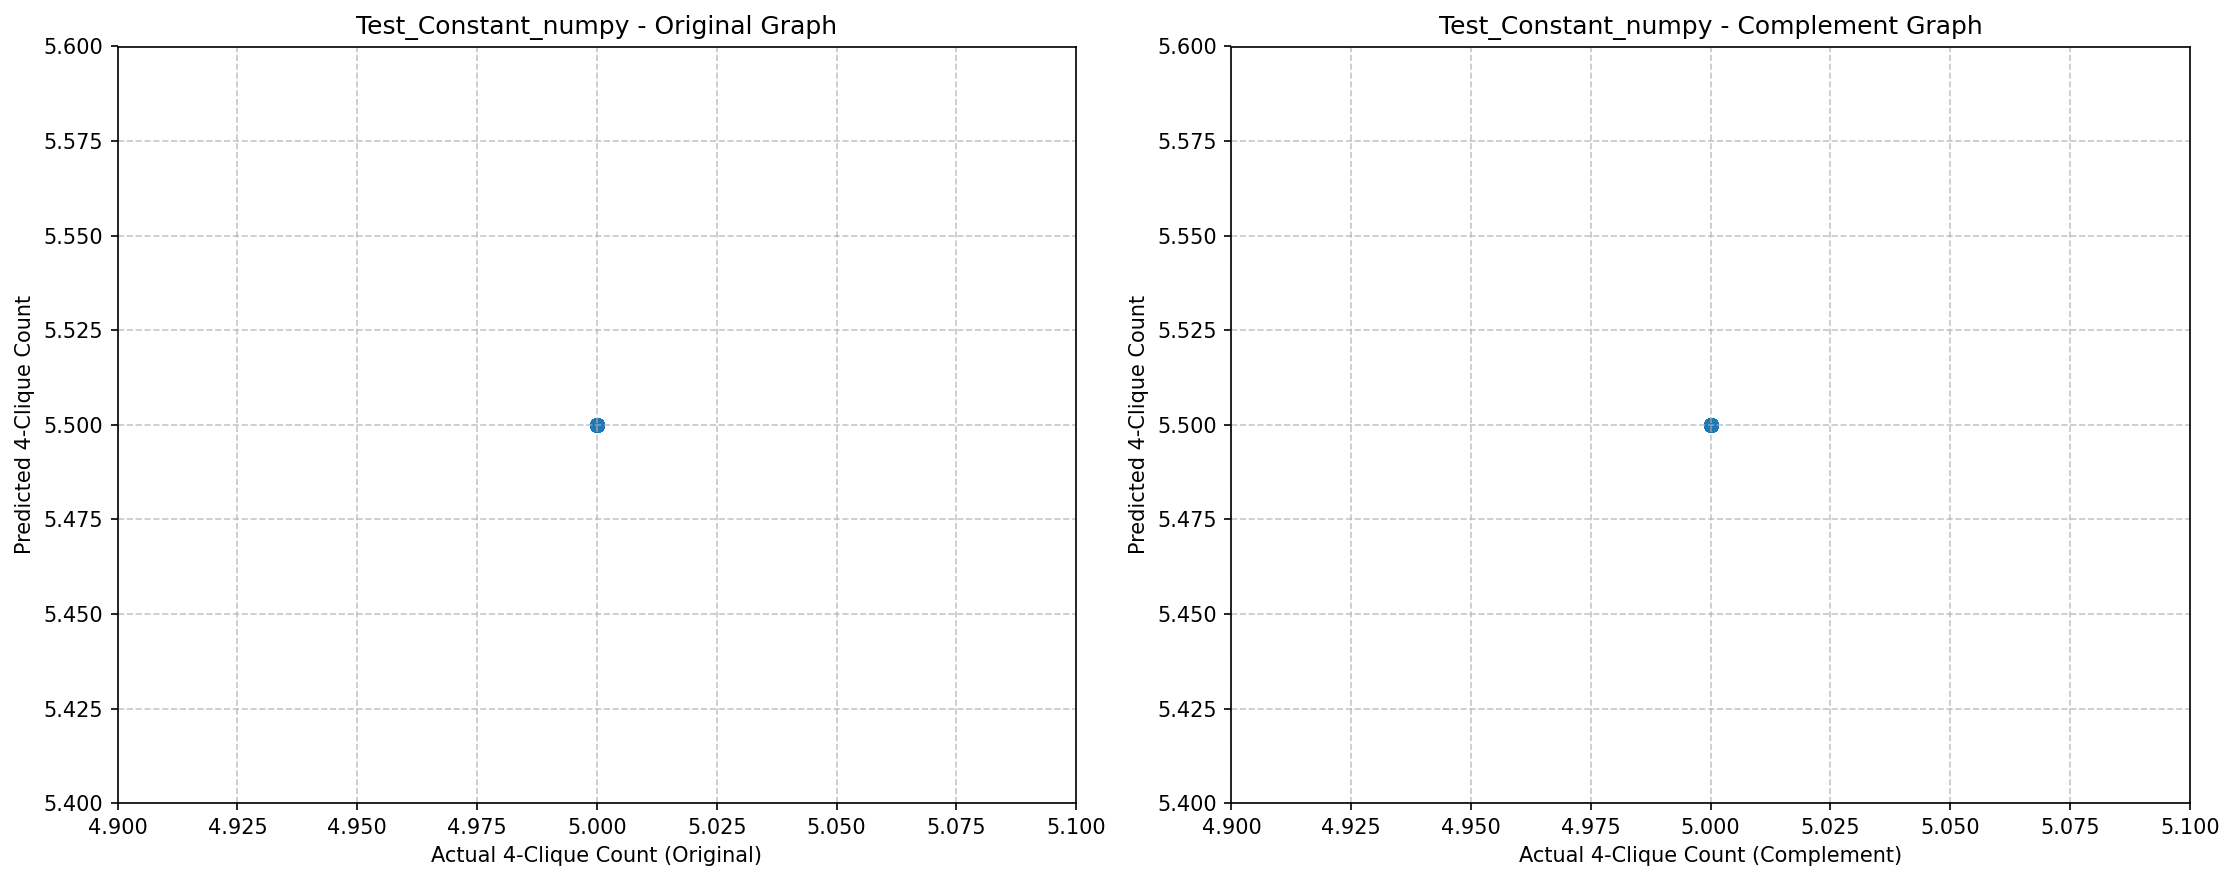 Test_Constant_numpy - Original Graph
5.600
5.575
5.550
5.525
5.500
5.475
5.450
5.425
5.400
Predicted 4-Clique Count
4.900 4.925 4.950 4.975 5.000 5.025 5.050 5.075 5.100
Actual 4-Clique Count (Original)
Test_Constant_numpy - Complement Graph
5.600
5.575
5.550
5.525
5.500
5.475
5.450
5.425
5.400
Predicted 4-Clique Count
4.900 4.925 4.950 4.975 5.000 5.025 5.050 5.075 5.100
Actual 4-Clique Count (Complement)